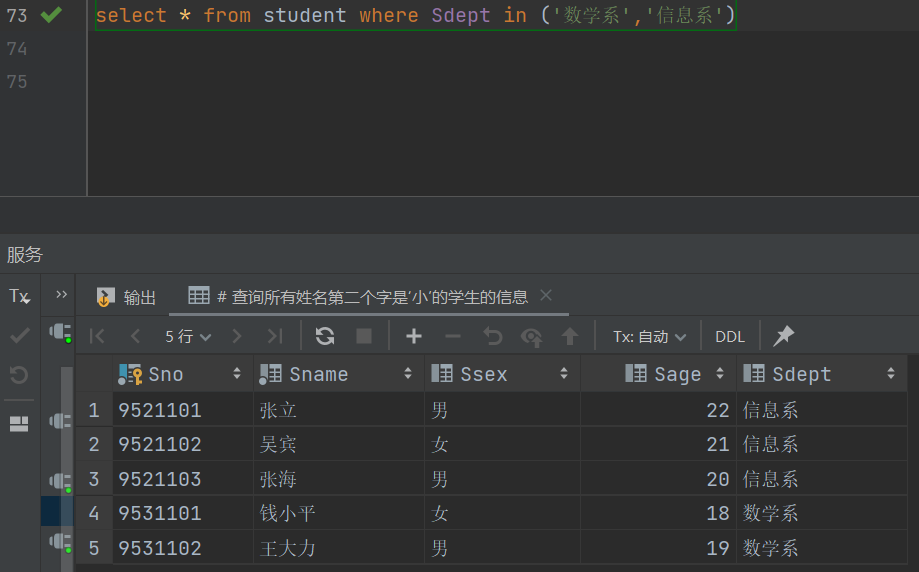 73 select * from student where Sdept in ('数学系','信息系')
74
75
服务
Tx >> 输出 # 查询所有姓名第二个字是'小'的学生的信息
5 行 Tx: 自动 DDL
Sno Sname Ssex Sage Sdept
1 9521101 张立 男 22 信息系
2 9521102 吴宾 女 21 信息系
3 9521103 张海 男 20 信息系
4 9531101 钱小平 女 18 数学系
5 9531102 王大力 男 19 数学系